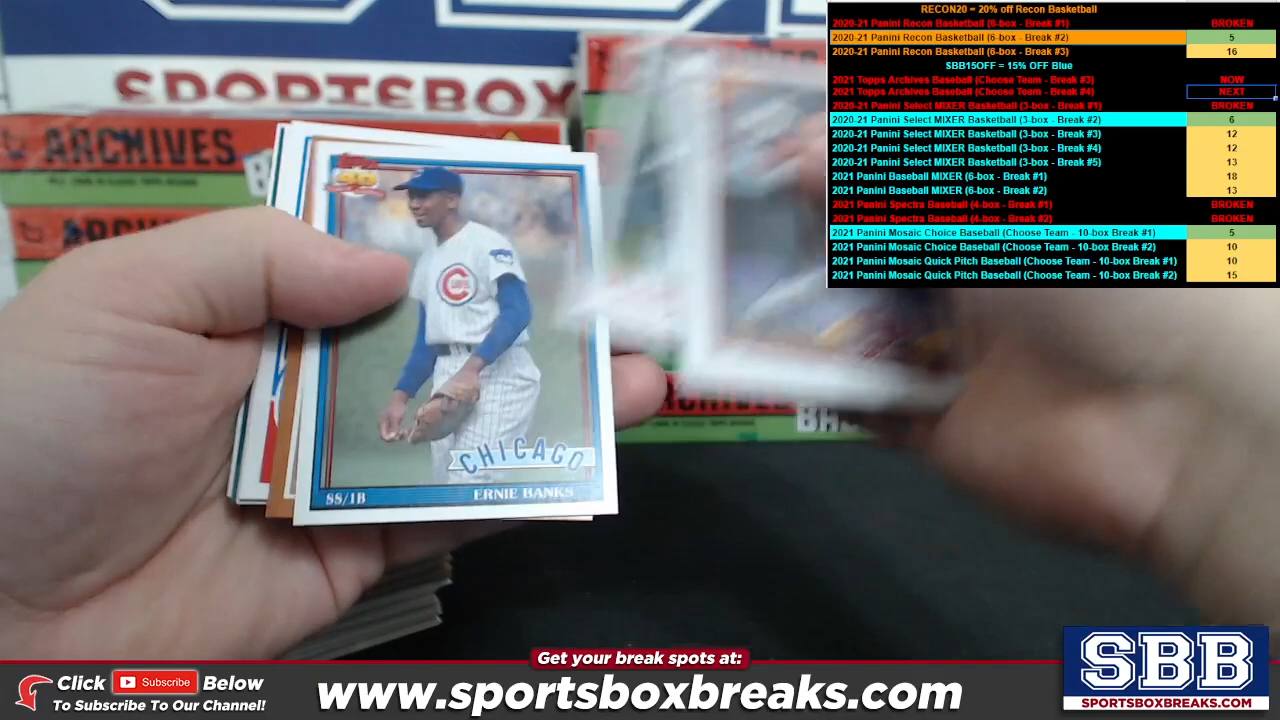 RECON20 = 20% off Recon Basketball
2020-21 Panini Recon Basketball (6-box - Break #1) BROKEN
2020-21 Panini Recon Basketball (6-box - Break #2) 5
2020-21 Panini Recon Basketball (6-box - Break #3) 16
SBB15OFF = 15% OFF Blue
2021 Topps Archives Baseball (Choose Team - Break #3) NOW
2021 Topps Archives Baseball (Choose Team - Break #4) NEXT
2020-21 Panini Select MIXER Basketball (3-box - Break #1) BROKEN
2020-21 Panini Select MIXER Basketball (3-box - Break #2) 6
2020-21 Panini Select MIXER Basketball (3-box - Break #3) 12
2020-21 Panini Select MIXER Basketball (3-box - Break #4) 12
2020-21 Panini Select MIXER Basketball (3-box - Break #5) 13
2021 Panini Baseball MIXER (6-box - Break #1) 18
2021 Panini Baseball MIXER (6-box - Break #2) 13
2021 Panini Spectra Baseball (4-box - Break #1) BROKEN
2021 Panini Spectra Baseball (4-box - Break #2) BROKEN
2021 Panini Mosaic Choice Baseball (Choose Team - 10-box Break #1) 5
2021 Panini Mosaic Choice Baseball (Choose Team - 10-box Break #2) 10
2021 Panini Mosaic Quick Pitch Baseball (Choose Team - 10-box Break #1) 10
2021 Panini Mosaic Quick Pitch Baseball (Choose Team - 10-box Break #2) 15
SPORTSBOX
ARCHIVES
ARCHIVES
Topps
40
C
CUBS
CHICAGO
SS/1B ERNIE BANKS
Get your break spots at:
Click Subscribe Below
To Subscribe To Our Channel!
www.sportsboxbreaks.com
SBB
SPORTSBOXBREAKS.COM